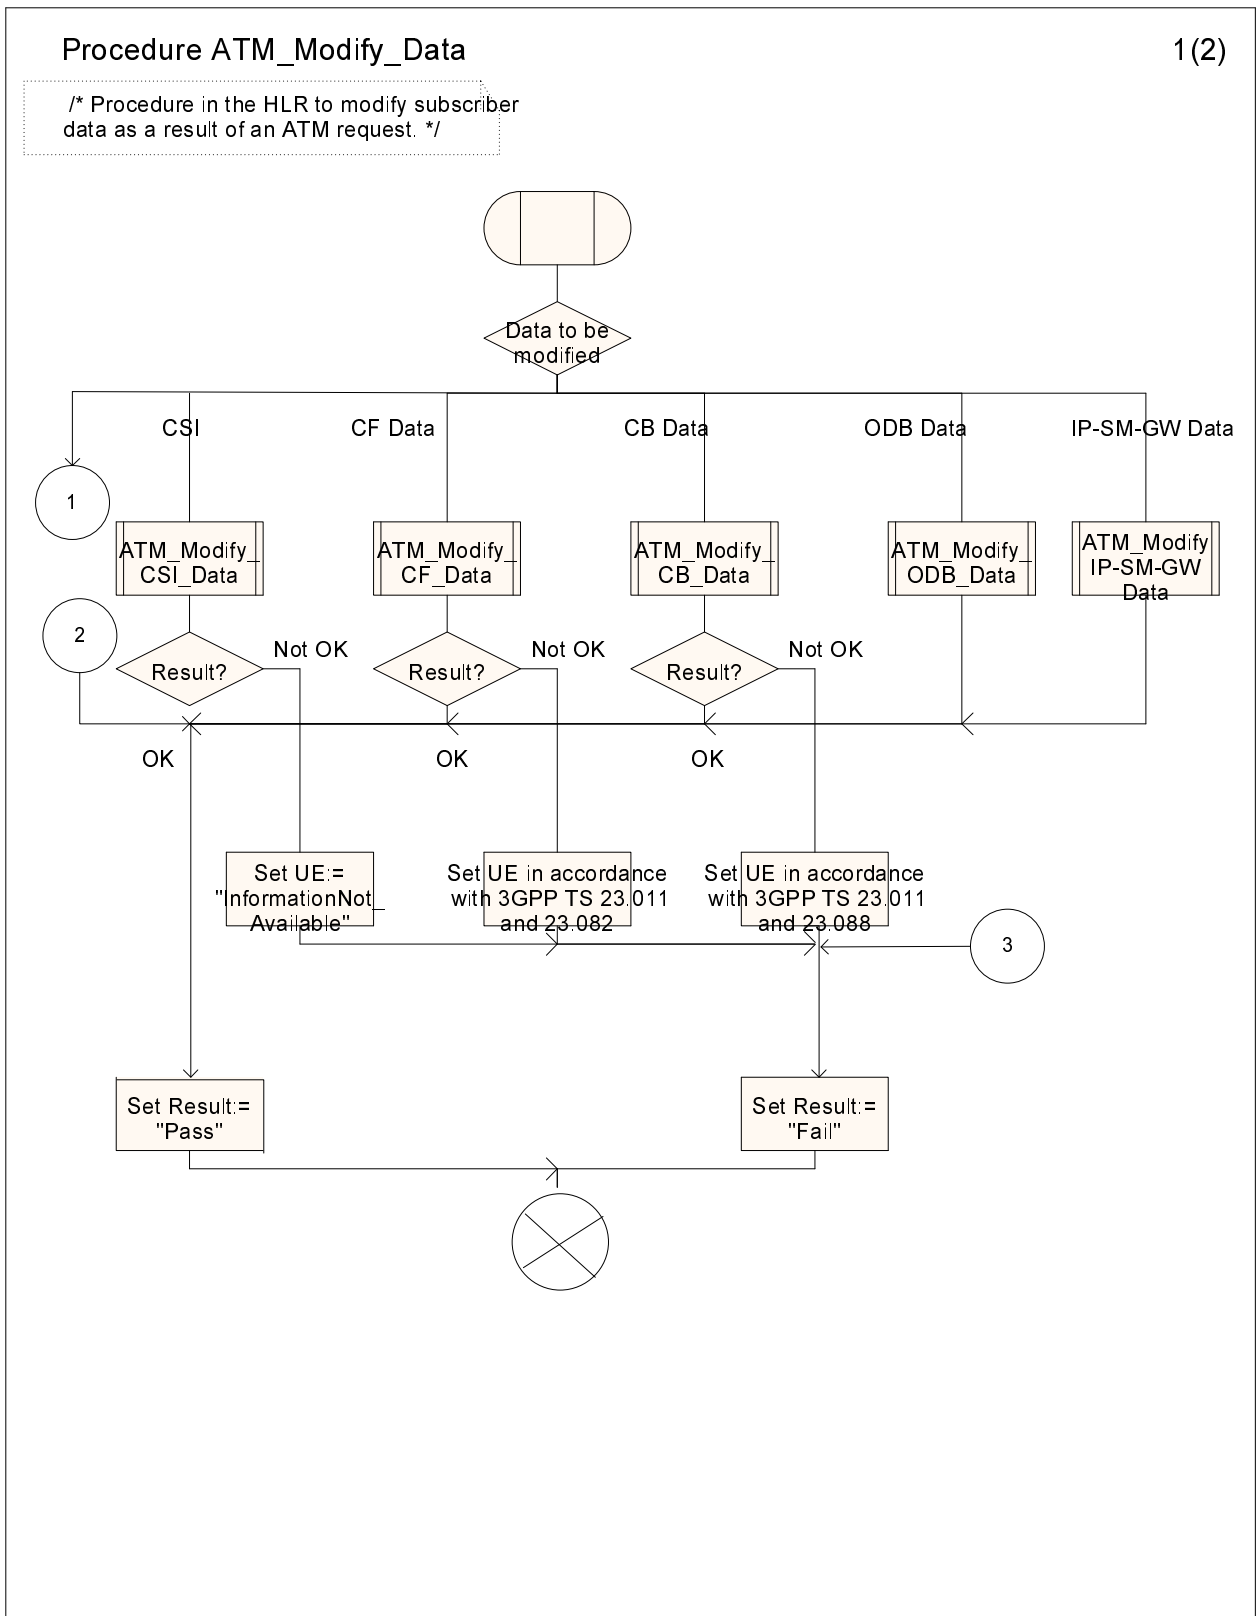 Procedure ATM_Modify_Data
1(2)
/* Procedure in the HLR to modify subscriber
data as a result of an ATM request. */
Data to be
modified
CSI
CF Data
CB Data
ODB Data
IP-SM-GW Data
1
ATM_Modify_
CSI_Data
ATM_Modify_
CF_Data
ATM_Modify_
CB_Data
ATM_Modify_
ODB_Data
ATM_Modify
IP-SM-GW
Data
2
Result?
Not OK
Result?
Not OK
Result?
Not OK
OK
OK
OK
Set UE:=
"InformationNot_
Available"
Set UE in accordance
with 3GPP TS 23.011
and 23.082
Set UE in accordance
with 3GPP TS 23.011
and 23.088
3
Set Result:=
"Pass"
Set Result:=
"Fail"